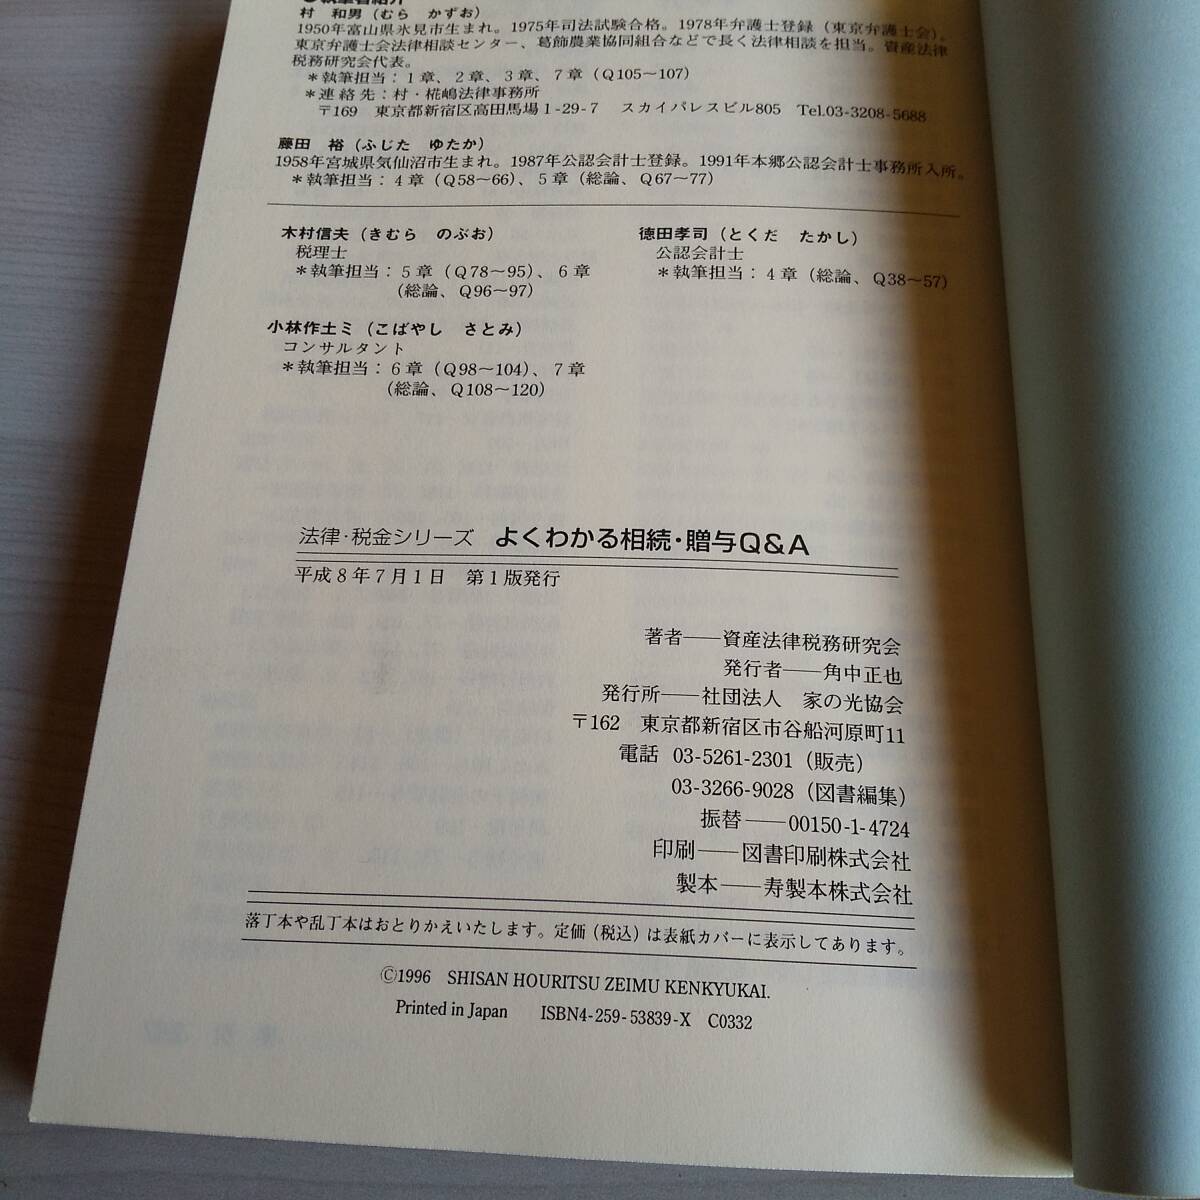 ●執筆者紹介
村　和男（むら　かずお）
1950年富山県氷見市生まれ。1975年司法試験合格。1978年弁護士登録（東京弁護士会）。
東京弁護士会法律相談センター、葛飾農業協同組合などで長く法律相談を担当。資産法律
税務研究会代表。
＊執筆担当：１章、２章、３章、７章（Q105〜107）
＊連絡先：村・椛嶋法律事務所
〒169　東京都新宿区高田馬場1-29-7　スカイパレスビル805　Tel.03-3208-5688
藤田　裕（ふじた　ゆたか）
1958年宮城県気仙沼市生まれ。1987年公認会計士登録。1991年本郷公認会計士事務所入所。
＊執筆担当：４章（Q58〜66）、５章（総論、Q67〜77）
木村信夫（きむら　のぶお）
税理士
＊執筆担当：５章（Q78〜95）、６章
（総論、Q96〜97）
徳田孝司（とくだ　たかし）
公認会計士
＊執筆担当：４章（総論、Q38〜57）
小林作土ミ（こばやし　さとみ）
コンサルタント
＊執筆担当：６章（Q98〜104）、７章
（総論、Q108〜120）
法律・税金シリーズ　よくわかる相続・贈与Q&A
平成８年７月１日　第１版発行
著者――資産法律税務研究会
発行者――角中正也
発行所――社団法人　家の光協会
〒162　東京都新宿区市谷船河原町11
電話　03-5261-2301（販売）
03-3266-9028（図書編集）
振替――00150-1-4724
印刷――図書印刷株式会社
製本――寿製本株式会社
落丁本や乱丁本はおとりかえいたします。定価（税込）は表紙カバーに表示してあります。
©1996　SHISAN HOURITSU ZEIMU KENKYUKAI.
Printed in Japan　ISBN4-259-53839-X　C0332